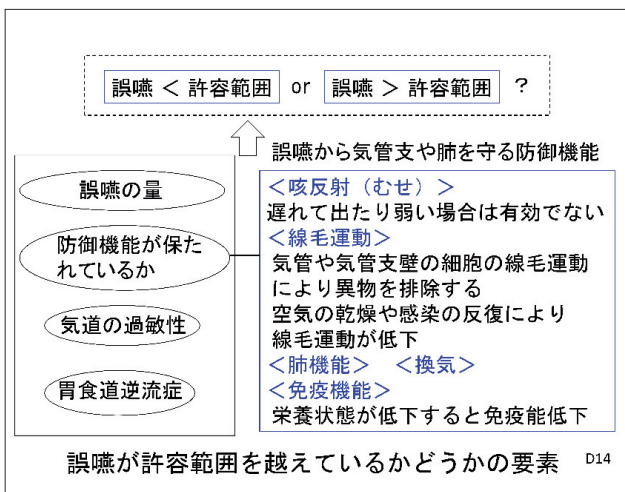 誤嚥 < 許容範囲 or 誤嚥 > 許容範囲 ?
誤嚥から気管支や肺を守る防御機能
誤嚥の量
防御機能が保た
れているか
気道の過敏性
胃食道逆流症
＜咳反射（むせ）＞
遅れて出たり弱い場合は有効でない
＜線毛運動＞
気管や気管支壁の細胞の線毛運動
により異物を排除する
空気の乾燥や感染の反復により
線毛運動が低下
＜肺機能＞ ＜換気＞
＜免疫機能＞
栄養状態が低下すると免疫能低下
誤嚥が許容範囲を越えているかどうかの要素 D14